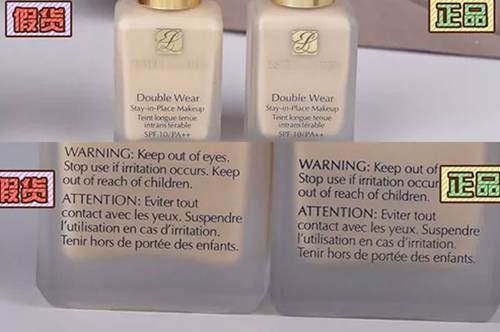 假货
正品
Double Wear
Stay-in-Place Makeup
Teint longue tenue
intransférable
SPF 10/PA++
Double Wear
Stay-in-Place Makeup
Teint longue tenue
intransférable
SPF 10/PA++
假货
WARNING: Keep out of eyes.
Stop use if irritation occurs. Keep
out of reach of children.
ATTENTION: Eviter tout
contact avec les yeux. Suspendre
l'utilisation en cas d'irritation.
Tenir hors de portée des enfants.
正品
WARNING: Keep out of
Stop use if irritation occur
out of reach of children.
ATTENTION: Eviter tout
contact avec les yeux. Suspendre
l'utilisation en cas d'irritation.
Tenir hors de portée des enfants.